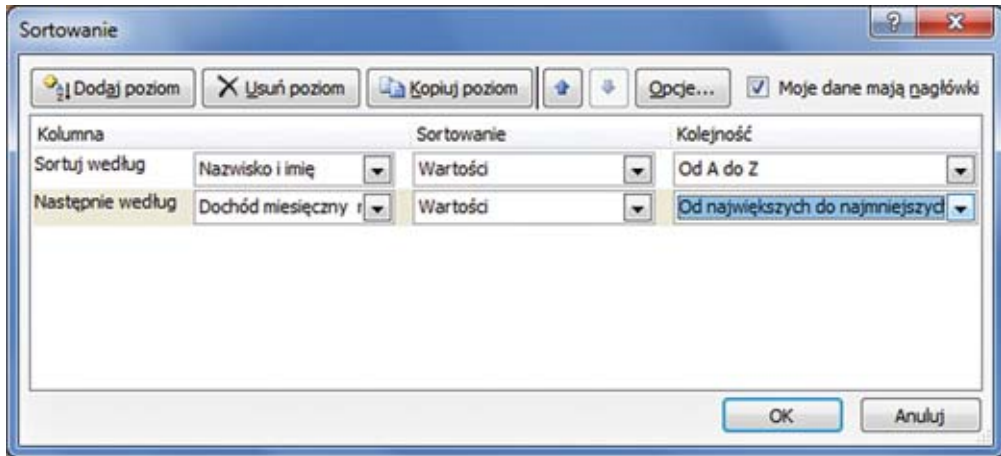 Sortowanie
Dodaj poziom Usuń poziom Kopiuj poziom Opcje... Moje dane mają nagłówki
Kolumna Sortowanie Kolejność
Sortuj według Nazwisko i imię Wartości Od A do Z
Następnie według Dochód miesięczny Wartości Od największych do najmniejszych
OK Anuluj